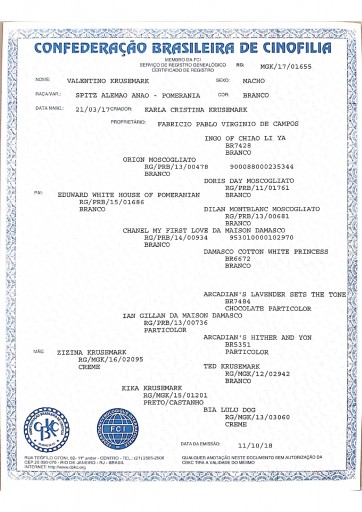 CONFEDERAÇÃO BRASILEIRA DE CINOFILIA
MEMBRO DA FCI
SERVIÇO DE REGISTRO GENEALÓGICO
CERTIFICADO DE REGISTRO
RG: MGK/17/01655
NOME: VALENTINO KRUSEMARK SEXO: MACHO
RAÇA/VAR.: SPITZ ALEMAO ANAO - POMERANIA COR: BRANCO
DATA NASC.: 21/03/17 CRIADOR: KARLA CRISTINA KRUSEMARK
PROPRIETÁRIO: FABRICIO PABLO VIRGINIO DE CAMPOS
INGO OF CHIAO LI YA
BR7428
BRANCO
ORION MOSCOGLIATO
RG/PRB/13/00478 900088000235344
BRANCO
DORIS DAY MOSCOGLIATO
RG/11/01761
BRANCO
PAI: EDUWARD WHITE HOUSE OF POMERANIAN
RG/PRB/15/01686
BRANCO
DILAN MONTBLANC MOSCOGLIATO
RG/PRB/13/00681
BRANCO
CHANEL MY FIRST LOVE DA MAISON DAMASCO
RG/PRB/14/00934 953010000102970
BRANCO
DAMASCO COTTON WHITE PRINCESS
BR6672
BRANCO
ARCADIAN'S LAVENDER SETS THE TONE
BR7484
CHOCOLATE PARTICOLOR
IAN GILLAN DA MAISON DAMASCO
RG/PRB/13/00736
PARTICOLOR
ARCADIAN'S HITHER AND YON
BR5351
PARTICOLOR
MÃE: ZIZINA KRUSEMARK
RG/MGK/16/02095
CREME
TED KRUSEMARK
RG/MGK/12/02942
BRANCO
KIKA KRUSEMARK
RG/MGK/15/01201
PRETO/CASTANHO
BIA LULU DOG
RG/MGK/13/03060
CREME
CBKC
FCI
DATA DA EMISSÃO: 11/10/18
RUA TEÓFILO OTONI, 
CEP 20.090-070 - RIO DE JANEIRO - RJ - BRASIL
INTERNET: http://www.cbkc.org
QUALQUER ANOTAÇÃO NESTE DOCUMENTO SEM AUTORIZAÇÃO DA
CBKC TIRA A VALIDADE DO MESMO